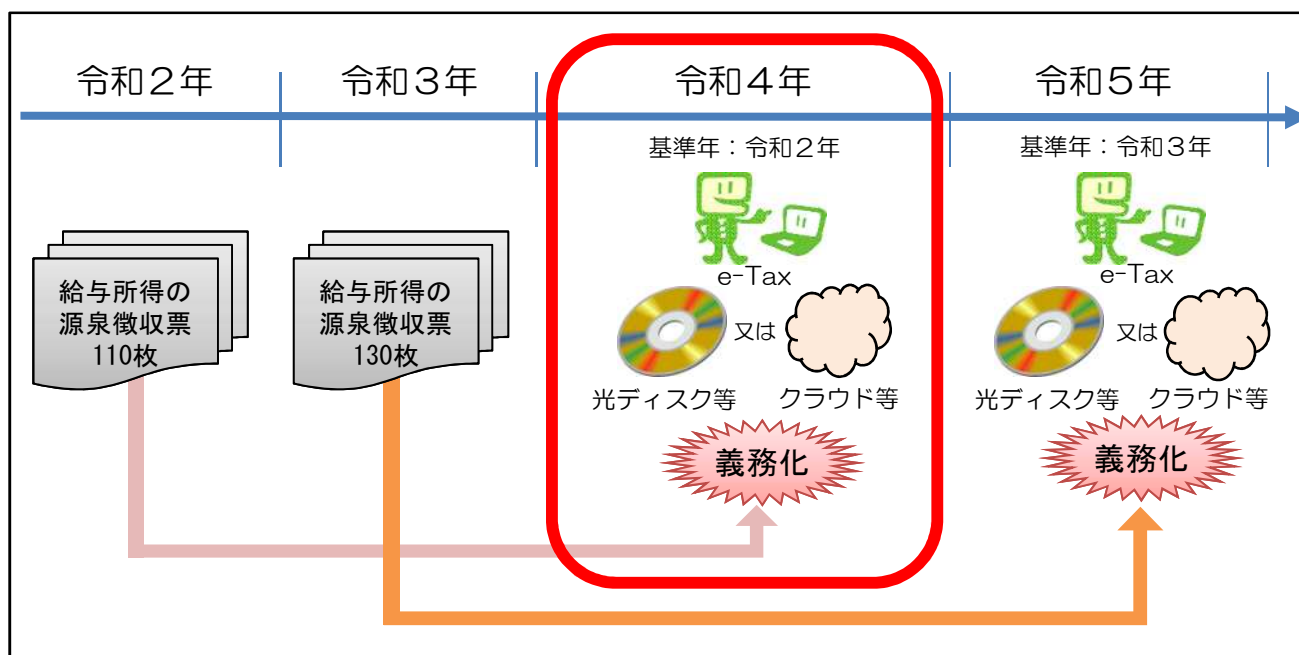 令和２年
令和３年
令和４年
令和５年
基準年：令和２年
基準年：令和３年
給与所得の
源泉徴収票
110枚
給与所得の
源泉徴収票
130枚
e-Tax
又は
光ディスク等
クラウド等
義務化
e-Tax
又は
光ディスク等
クラウド等
義務化